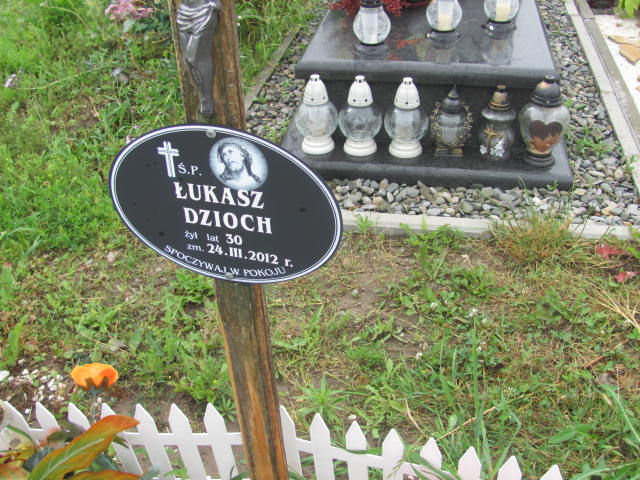 Ś.P.
ŁUKASZ
DZIOCH
żył lat 30
zm. 24.III.2012 r.
SPOCZYWAJ W POKOJU